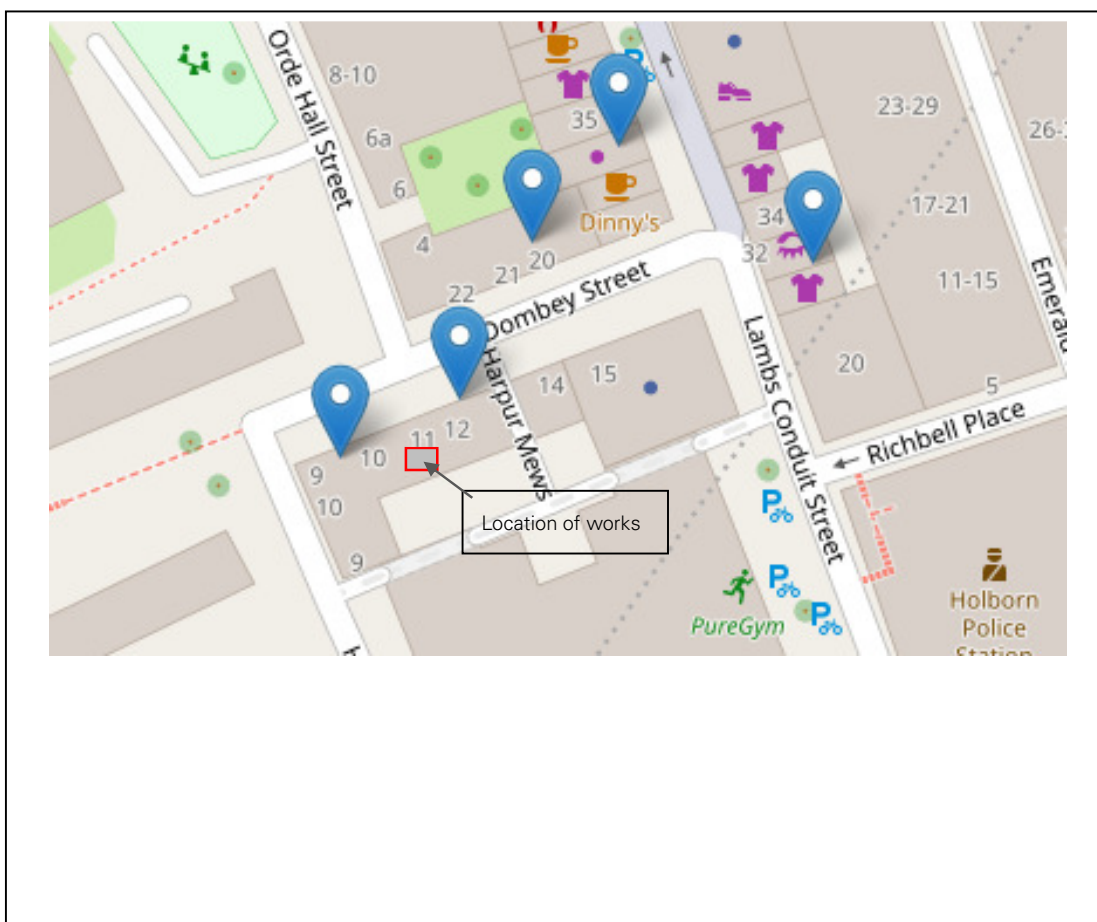 Orde Hall Street
8-10
6a
6
4
35
Dinny's
23-29
26-
17-21
34
32
11-15
Emerald
20
21
22
Dombey Street
Harpur Mews
Lambs Conduit Street
20
5
Richbell Place
15
14
12
11
10
9
10
9
Location of works
P
P
P
P
PureGym
Holborn
Police
Station